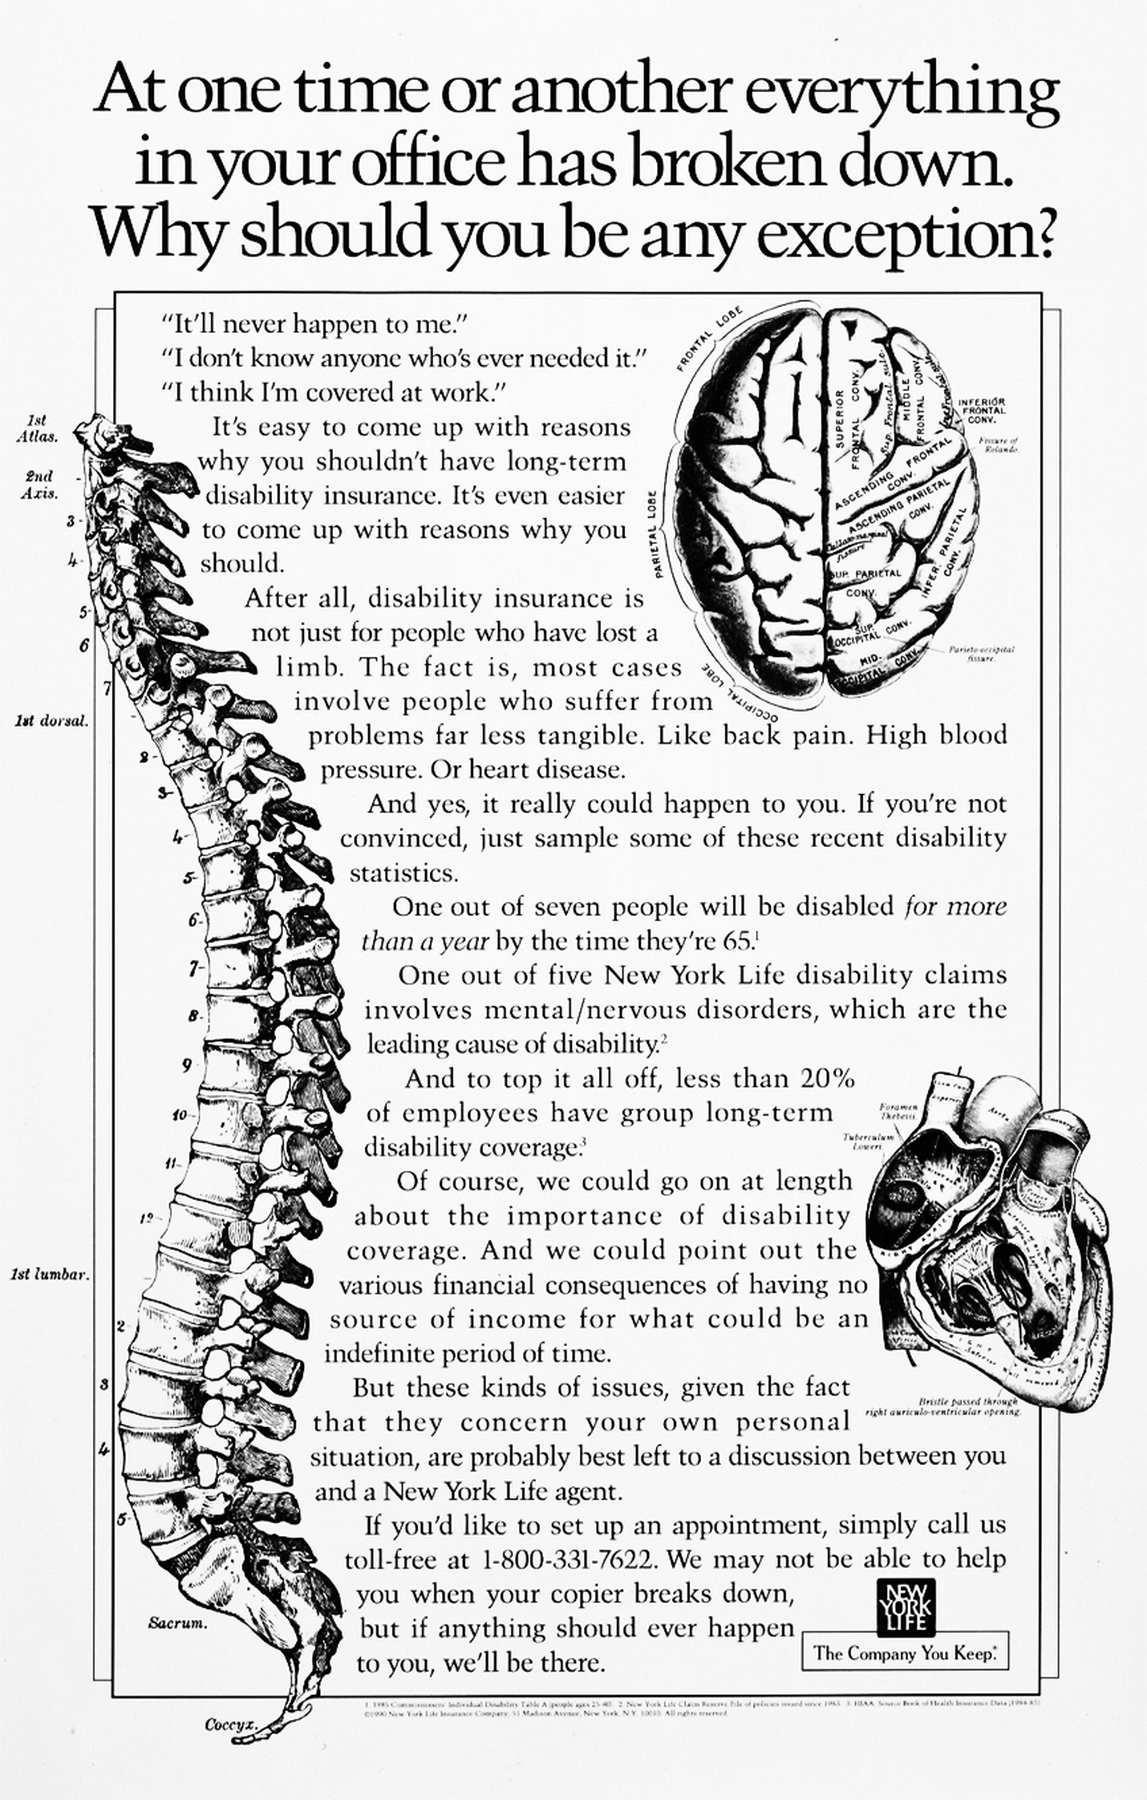 At one time or another everything
in your office has broken down.
Why should you be any exception?
"It'll never happen to me."
"I don't know anyone who's ever needed it."
"I think I'm covered at work."
It's easy to come up with reasons
why you shouldn't have long-term
disability insurance. It's even easier
to come up with reasons why you
should.
After all, disability insurance is
not just for people who have lost a
limb. The fact is, most cases
involve people who suffer from
problems far less tangible. Like back pain. High blood
pressure. Or heart disease.
And yes, it really could happen to you. If you're not
convinced, just sample some of these recent disability
statistics.
One out of seven people will be disabled for more
than a year by the time they're 65.¹
One out of five New York Life disability claims
involves mental/nervous disorders, which are the
leading cause of disability.²
And to top it all off, less than 20%
of employees have group long-term
disability coverage.³
Of course, we could go on at length
about the importance of disability
coverage. And we could point out the
various financial consequences of having no
source of income for what could be an
indefinite period of time.
But these kinds of issues, given the fact
that they concern your own personal
situation, are probably best left to a discussion between you
and a New York Life agent.
If you'd like to set up an appointment, simply call us
toll-free at 1-800-331-7622. We may not be able to help
you when your copier breaks down,
but if anything should ever happen
to you, we'll be there.
NEW
YORK
LIFE
The Company You Keep.®
1. 1985 Commissioners' Individual Disability Table A (people ages 25-40). 2. New York Life Claim Reserve File of policies issued since 1983. 3. HIAA, Source Book of Health Insurance Data (1984-85).
©1990 New York Life Insurance Company, 51 Madison Avenue, New York, N.Y. 10010. All rights reserved.
1st
Atlas.
2nd
Axis.
3
4
5
6
7
1st dorsal.
2
3
4
5
6
7
8
9
10
11
12
1st lumbar.
2
3
4
5
Sacrum.
Coccyx.
FRONTAL LOBE
PARIETAL LOBE
OCCIPITAL LOBE
SUPERIOR
FRONTAL CONV.
Sup. Frontal sulc.
MIDDLE
FRONTAL CONV.
INFERIOR
FRONTAL
CONV.
Fissure of
Rolando.
ASCENDING FRONTAL
CONV.
ASCENDING PARIETAL
CONV.
Calloso-marginal
fissure
SUP. PARIETAL
CONV.
INFER. PARIETAL
CONV.
SUP.
OCCIPITAL CONV.
MID.
OCCIPITAL CONV.
Parieto-occipital
fissure.
Foramen
Thebesii.
Tuberculum
Loweri.
Aorta
Bristle passed through
right auriculo-ventricular opening.